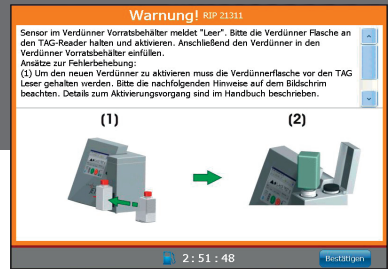 Warnung! RIP 21311
Sensor im Verdünner Vorratsbehälter meldet "Leer". Bitte die Verdünner Flasche an
den TAG-Reader halten und aktivieren. Anschließend den Verdünner in den
Verdünner Vorratsbehälter einfüllen.
Ansätze zur Fehlerbehebung:
(1) Um den neuen Verdünner zu aktivieren muss die Verdünnerflasche vor den TAG
Leser gehalten werden. Bitte die nachfolgenden Hinweise auf dem Bildschrim
beachten. Details zum Aktivierungsvorgang sind im Handbuch beschrieben.
(1) (2)
2 : 51 : 48 Bestätigen